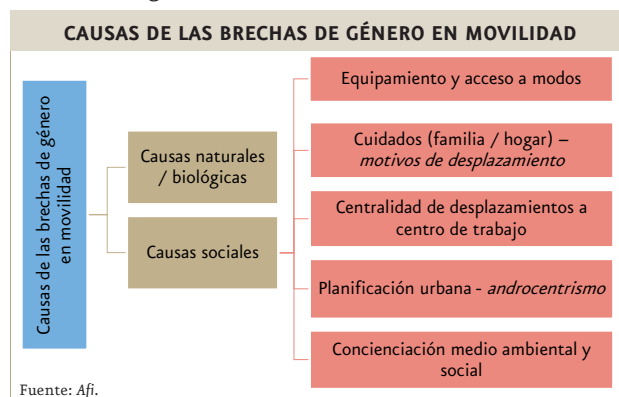 CAUSAS DE LAS BRECHAS DE GÉNERO EN MOVILIDAD
Causas de las brechas de género
en movilidad
Causas naturales
/ biológicas
Causas sociales
Equipamiento y acceso a modos
Cuidados (familia / hogar) –
motivos de desplazamiento
Centralidad de desplazamientos a
centro de trabajo
Planificación urbana - androcentrismo
Concienciación medio ambiental y
social
Fuente: Afi.